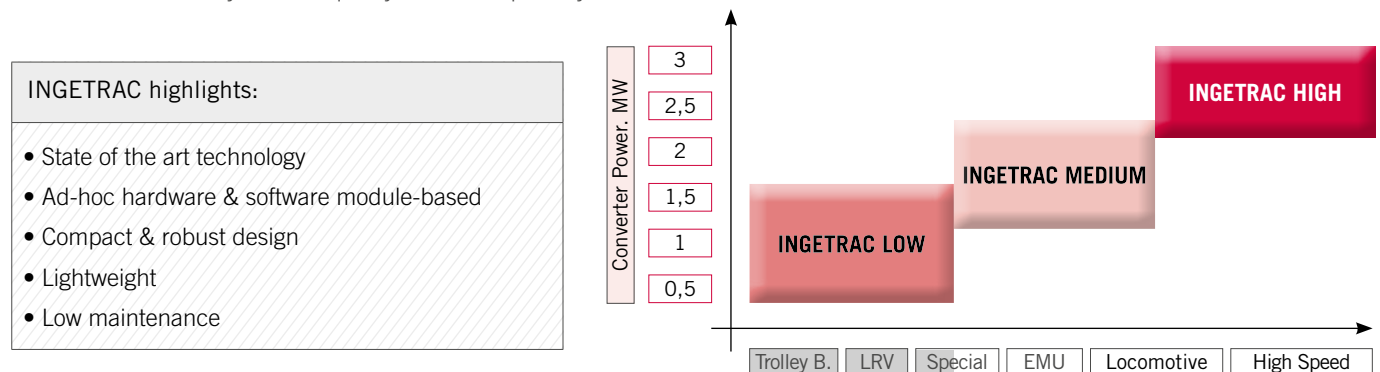 INGETRAC highlights:
• State of the art technology
• Ad-hoc hardware & software module-based
• Compact & robust design
• Lightweight
• Low maintenance
Converter Power. MW
3
2,5
2
1,5
1
0,5
INGETRAC HIGH
INGETRAC MEDIUM
INGETRAC LOW
Trolley B.
LRV
Special
EMU
Locomotive
High Speed